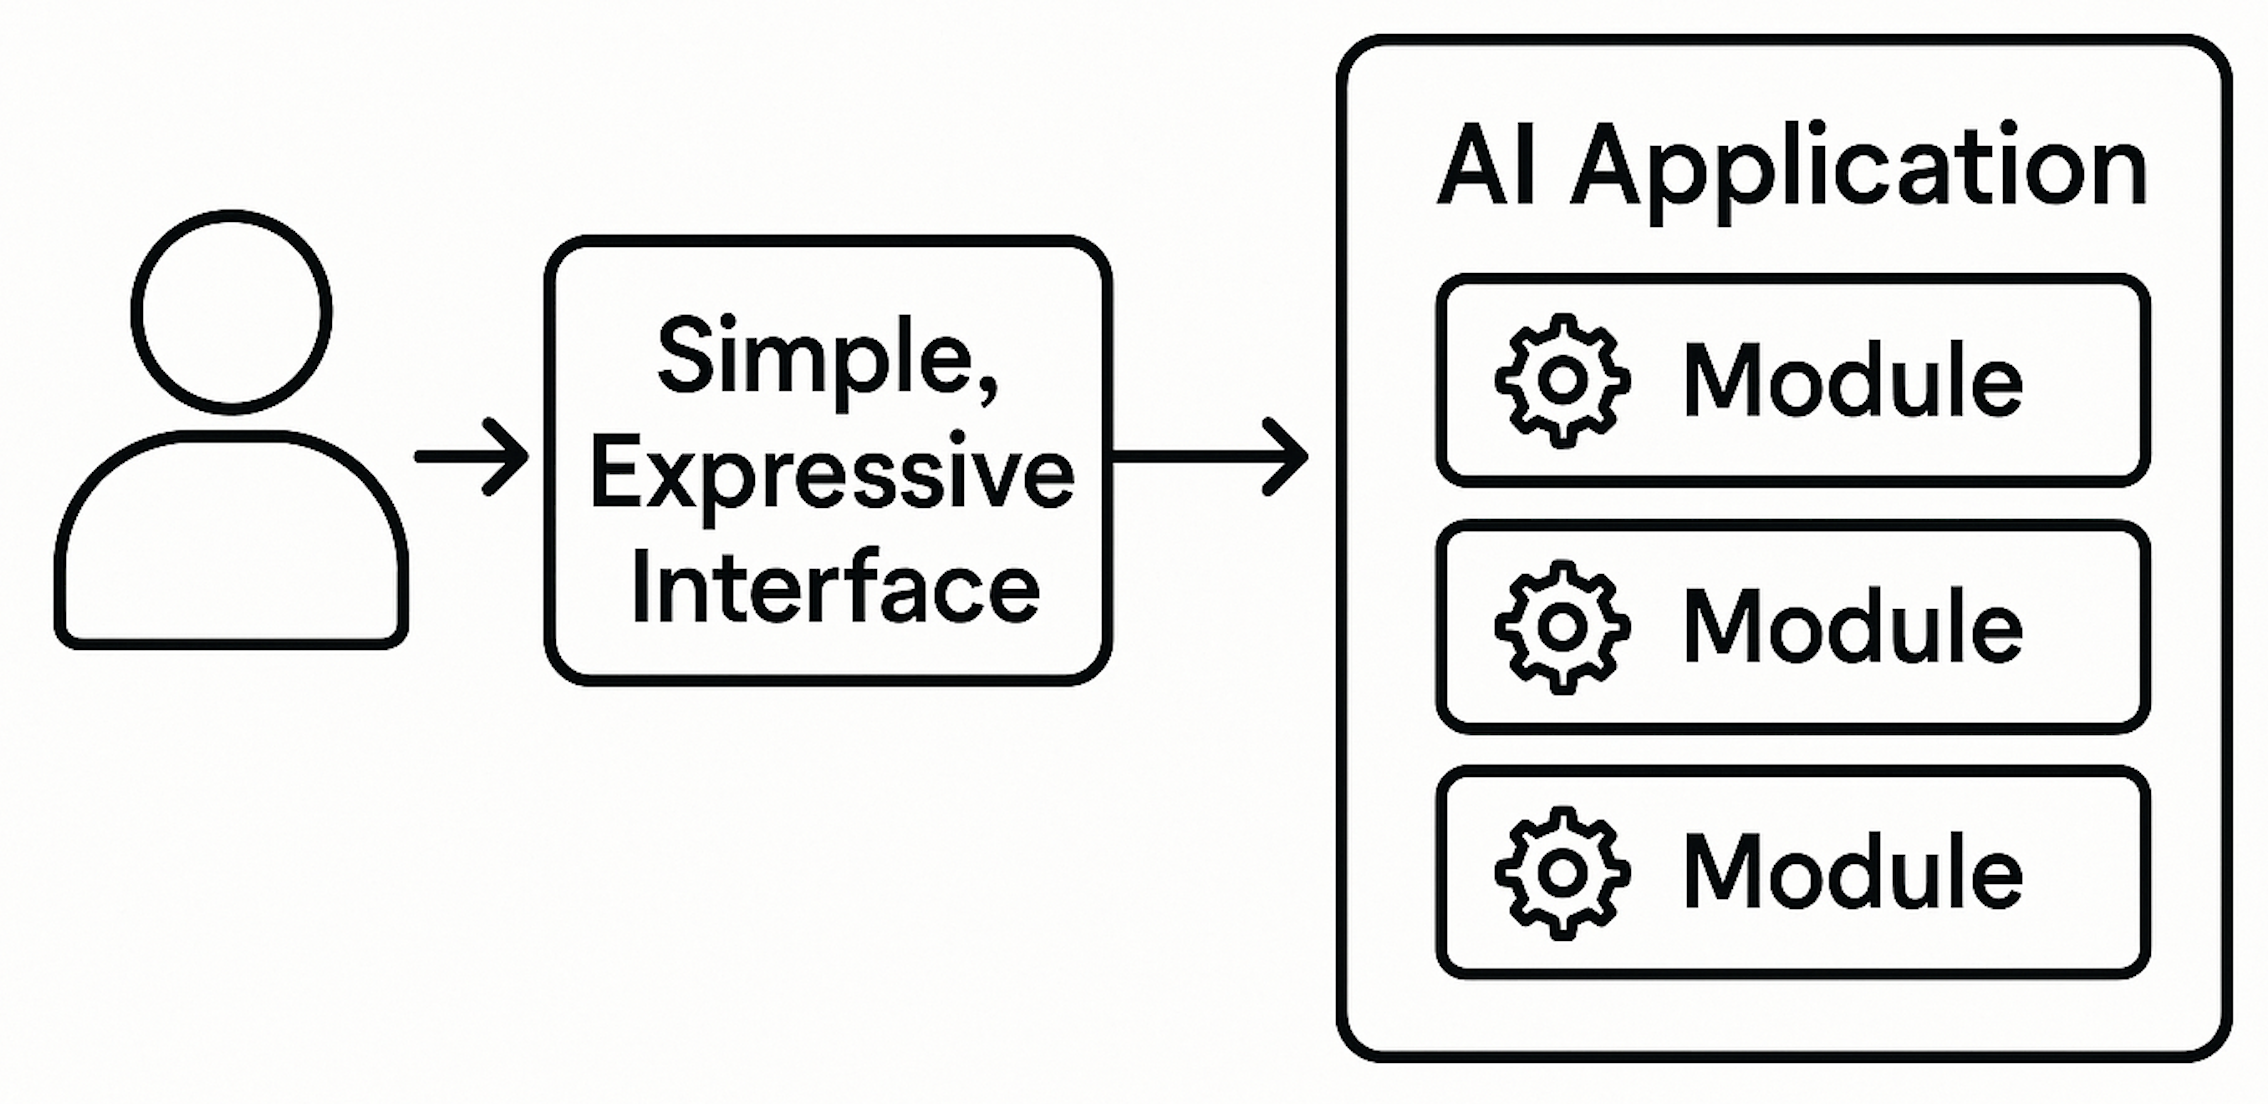 Simple,
Expressive
Interface
AI Application
Module
Module
Module